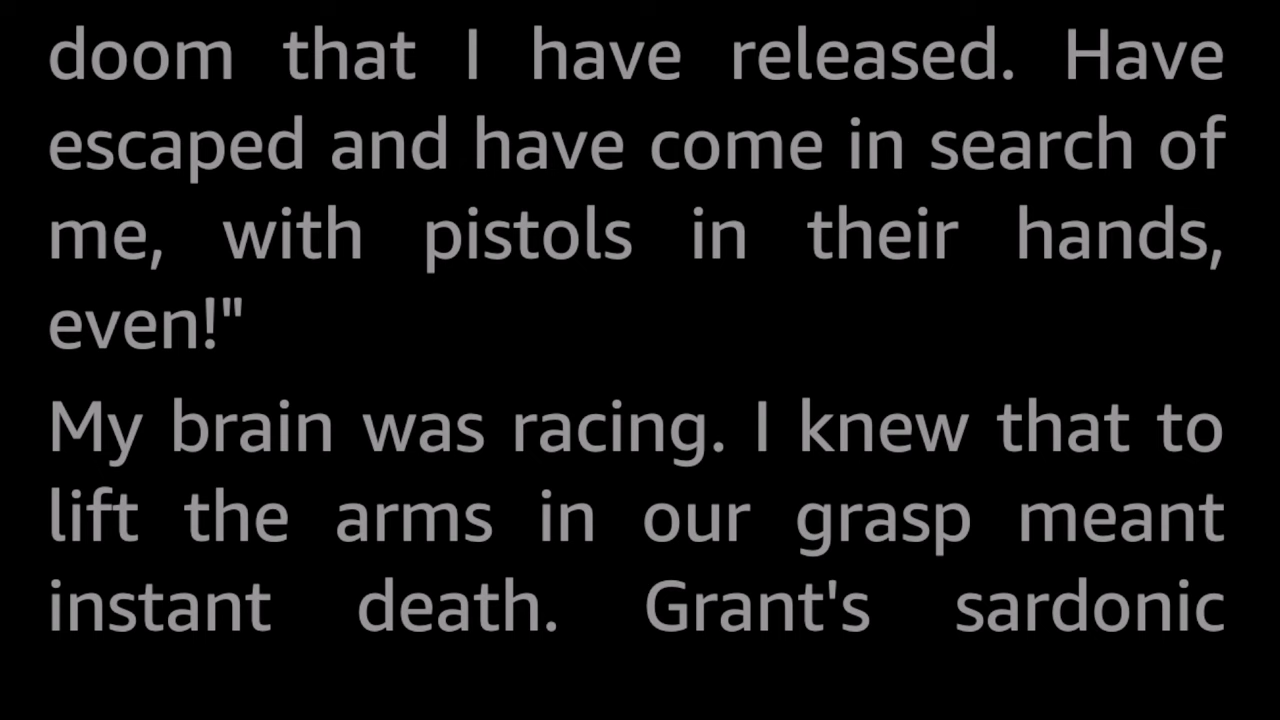 doom that I have released. Have
escaped and have come in search of
me, with pistols in their hands,
even!"
My brain was racing. I knew that to
lift the arms in our grasp meant
instant death. Grant's sardonic